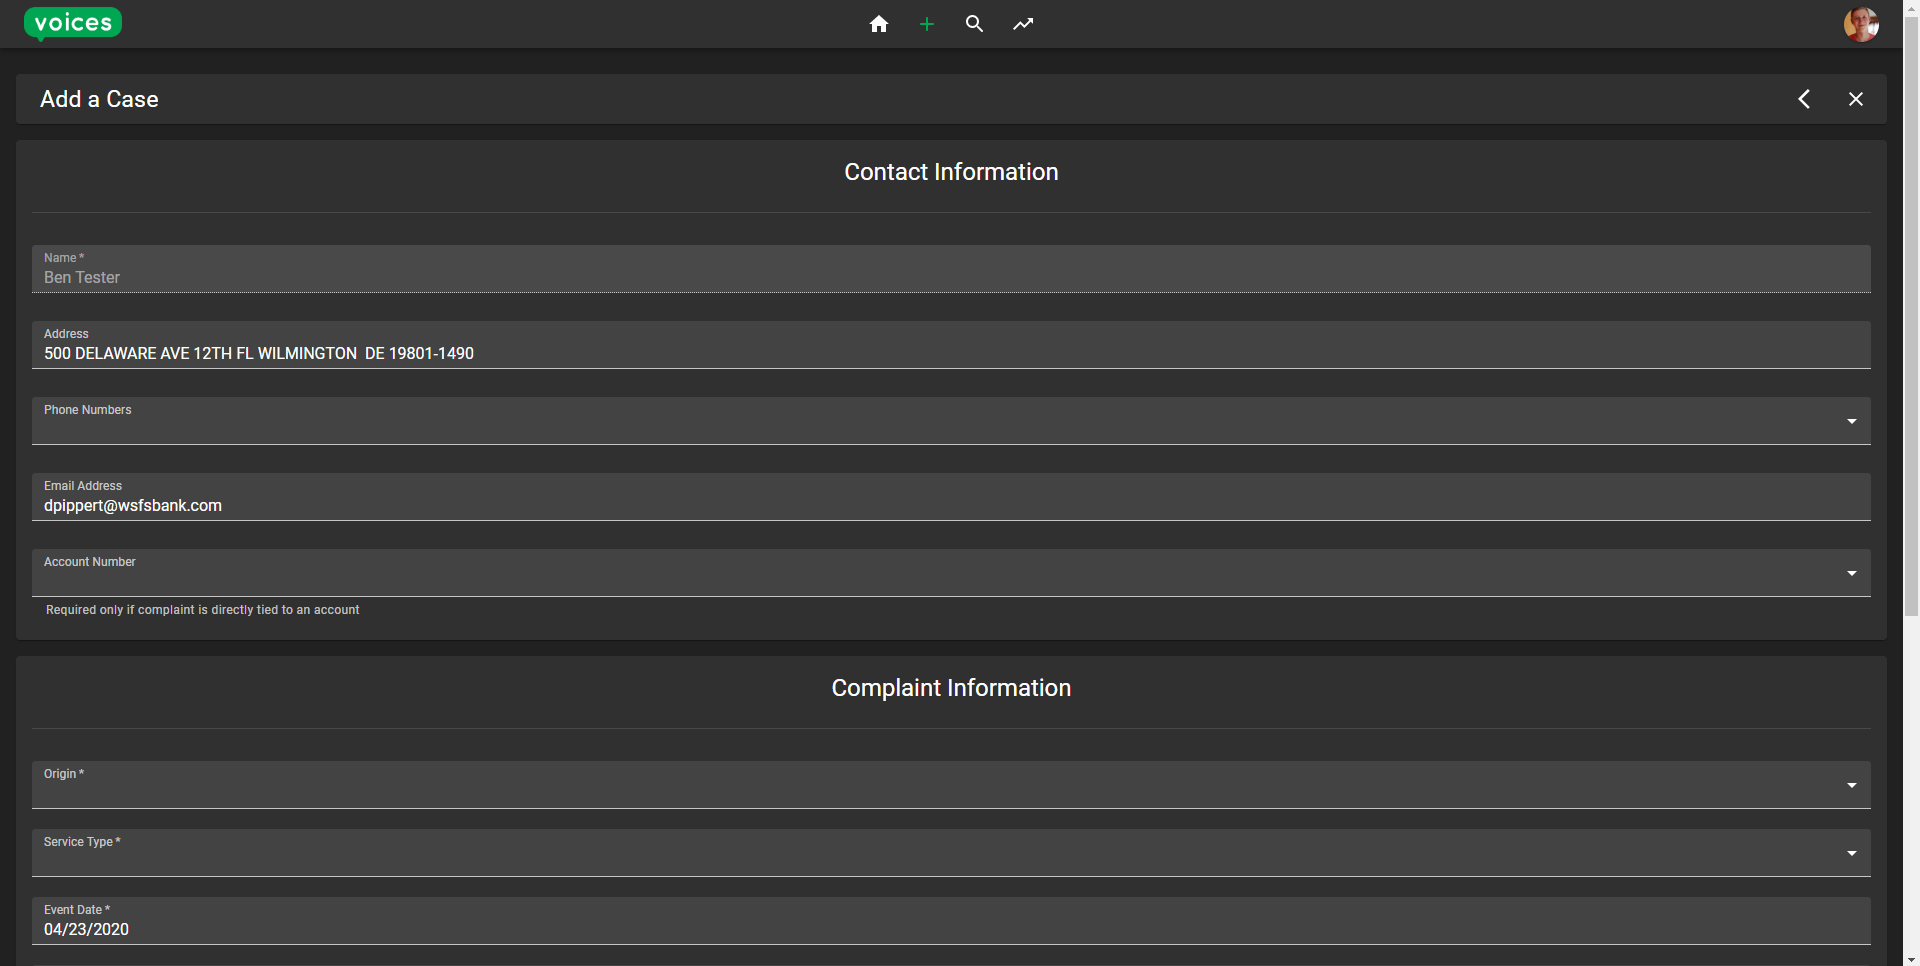 voices
Add a Case
Contact Information
Name *
Ben Tester
Address
500 DELAWARE AVE 12TH FL WILMINGTON  DE 19801-1490
Phone Numbers
Email Address
dpippert@wsfsbank.com
Account Number
Required only if complaint is directly tied to an account
Complaint Information
Origin *
Service Type *
Event Date *
04/23/2020